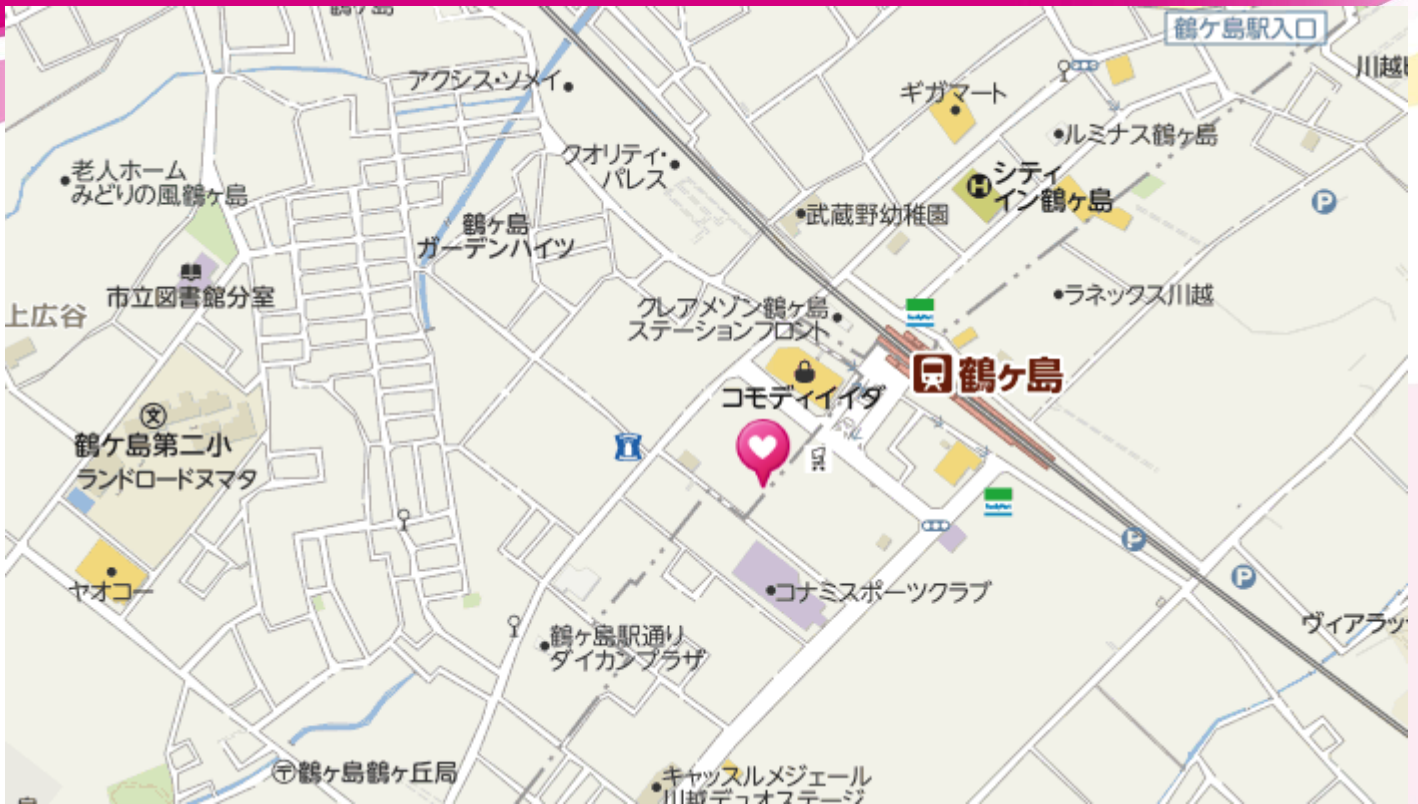 鶴ケ島
鶴ケ島駅入口
川越
アクシス・ソメイ
ギガマート
ルミナス鶴ヶ島
クオリティ・
パレス
老人ホーム
みどりの風鶴ヶ島
シティ
イン鶴ヶ島
武蔵野幼稚園
鶴ヶ島
ガーデンハイツ
市立図書館分室
上広谷
クレアメゾン鶴ヶ島
ステーションフロント
ラネックス川越
FamilyMart
鶴ヶ島
コモディイイダ
文
鶴ケ島第二小
ランドロードヌマタ
FamilyMart
ヤオコー
コナミスポーツクラブ
ヴィアラッ
鶴ヶ島駅通り
ダイカンプラザ
〒鶴ヶ島鶴ヶ丘局
キャッスルメジェール
川越デュオステージ